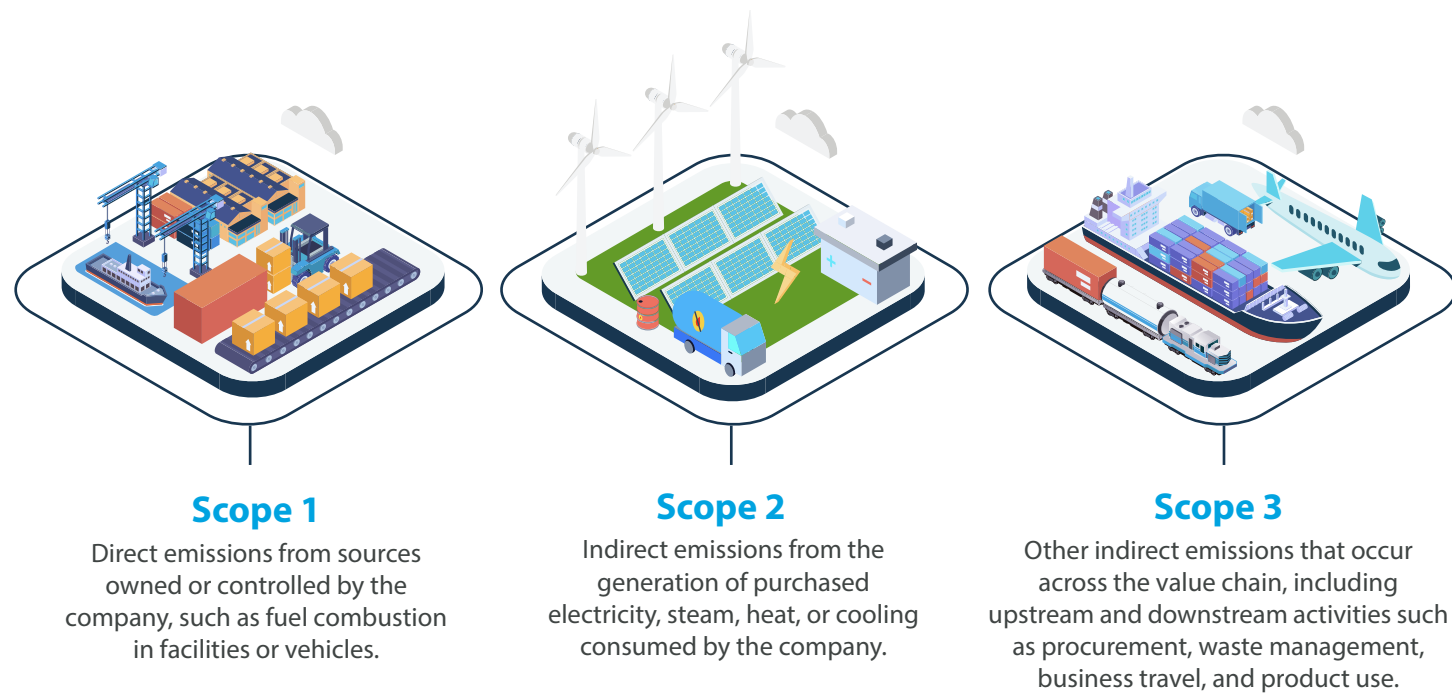 Scope 1
Direct emissions from sources
owned or controlled by the
company, such as fuel combustion
in facilities or vehicles.
Scope 2
Indirect emissions from the
generation of purchased
electricity, steam, heat, or cooling
consumed by the company.
Scope 3
Other indirect emissions that occur
across the value chain, including
upstream and downstream activities such
as procurement, waste management,
business travel, and product use.